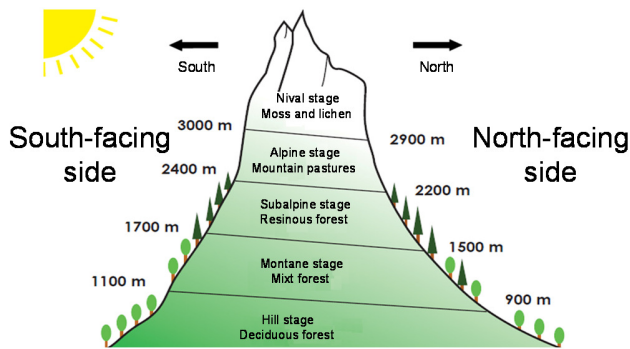 South
North
Nival stage
Moss and lichen
3000 m
2900 m
South-facing
side
North-facing
side
Alpine stage
Mountain pastures
2400 m
2200 m
Subalpine stage
Resinous forest
1700 m
1500 m
Montane stage
Mixt forest
1100 m
900 m
Hill stage
Deciduous forest